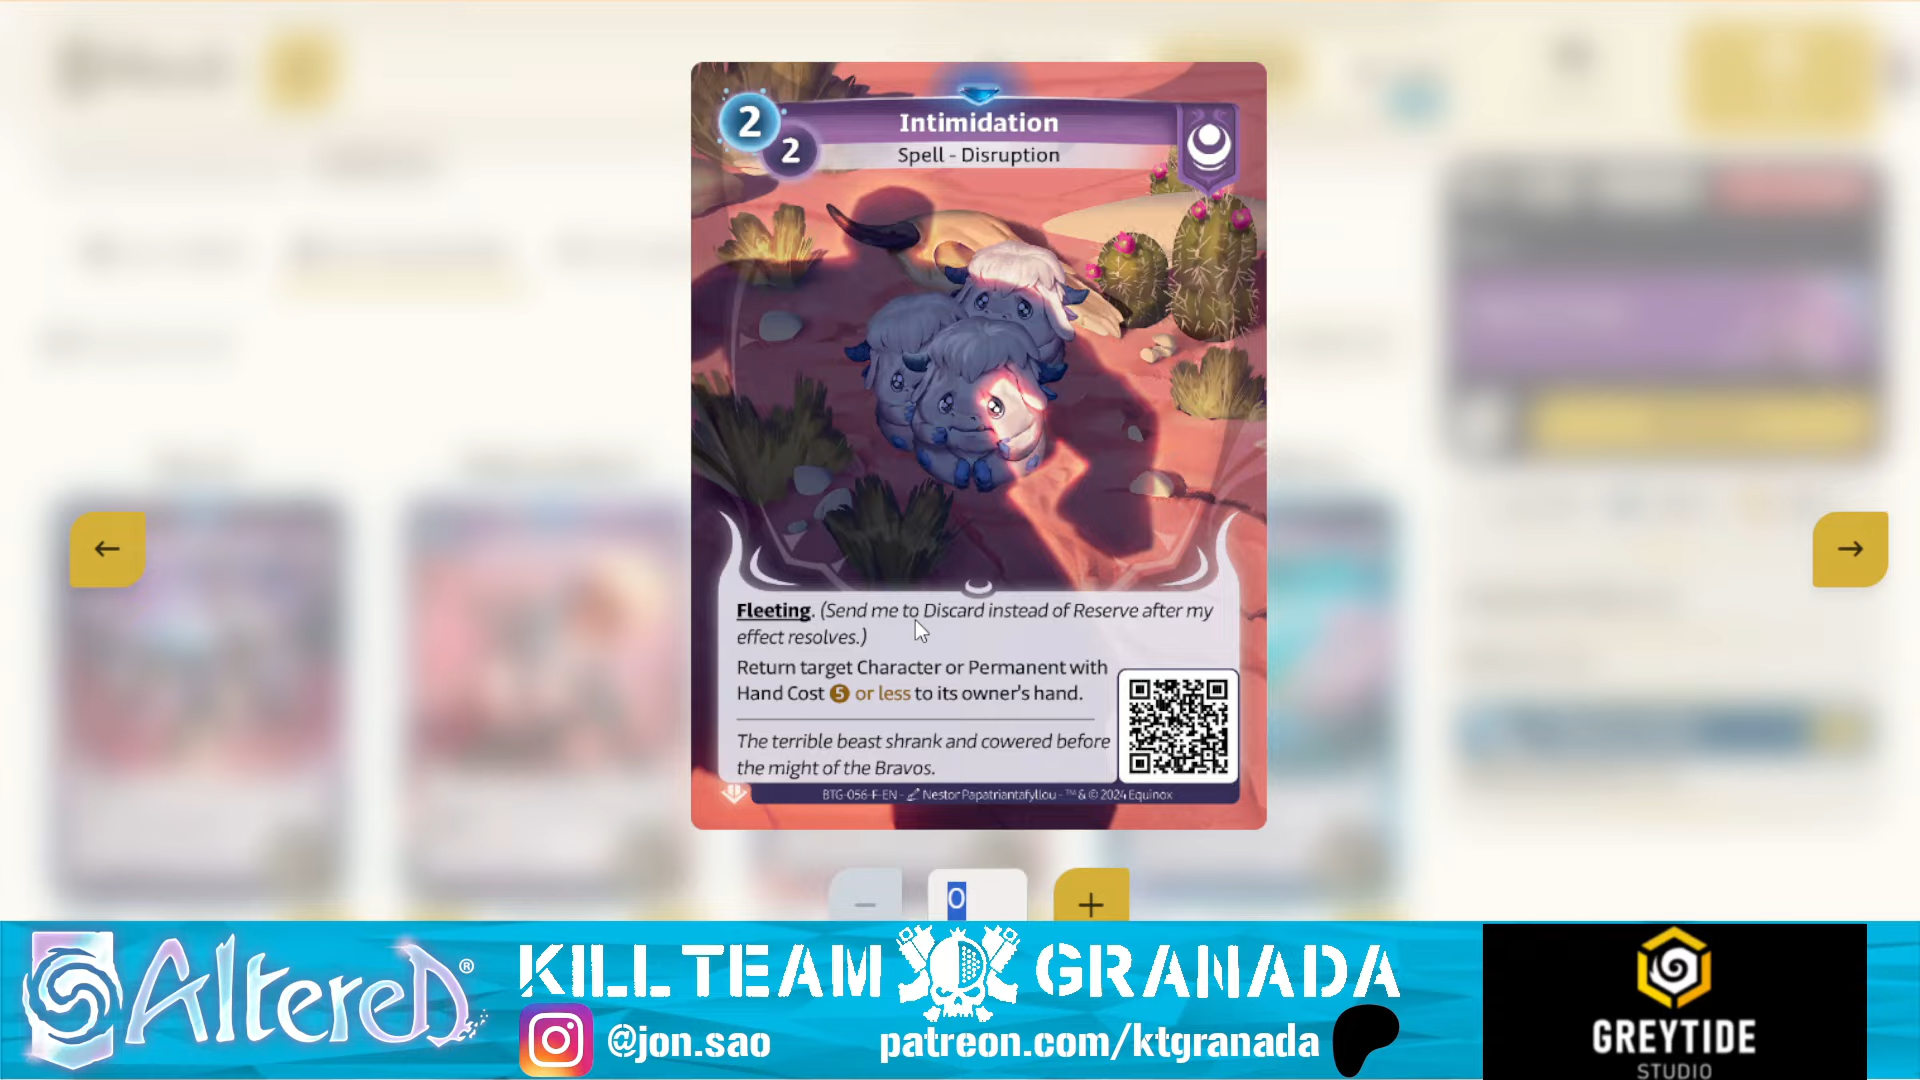 2
2
Intimidation
Spell - Disruption
Fleeting. (Send me to Discard instead of Reserve after my
effect resolves.)
Return target Character or Permanent with
Hand Cost 5 or less to its owner's hand.
The terrible beast shrank and cowered before
the might of the Bravos.
BTG-056-F-EN - Nestor Papatriantafyllou - ™ & © 2024 Equinox
←
→
−
0
+
Altered®
KILL TEAM GRANADA
@jon.sao
patreon.com/ktgranada
GREYTIDE
STUDIO